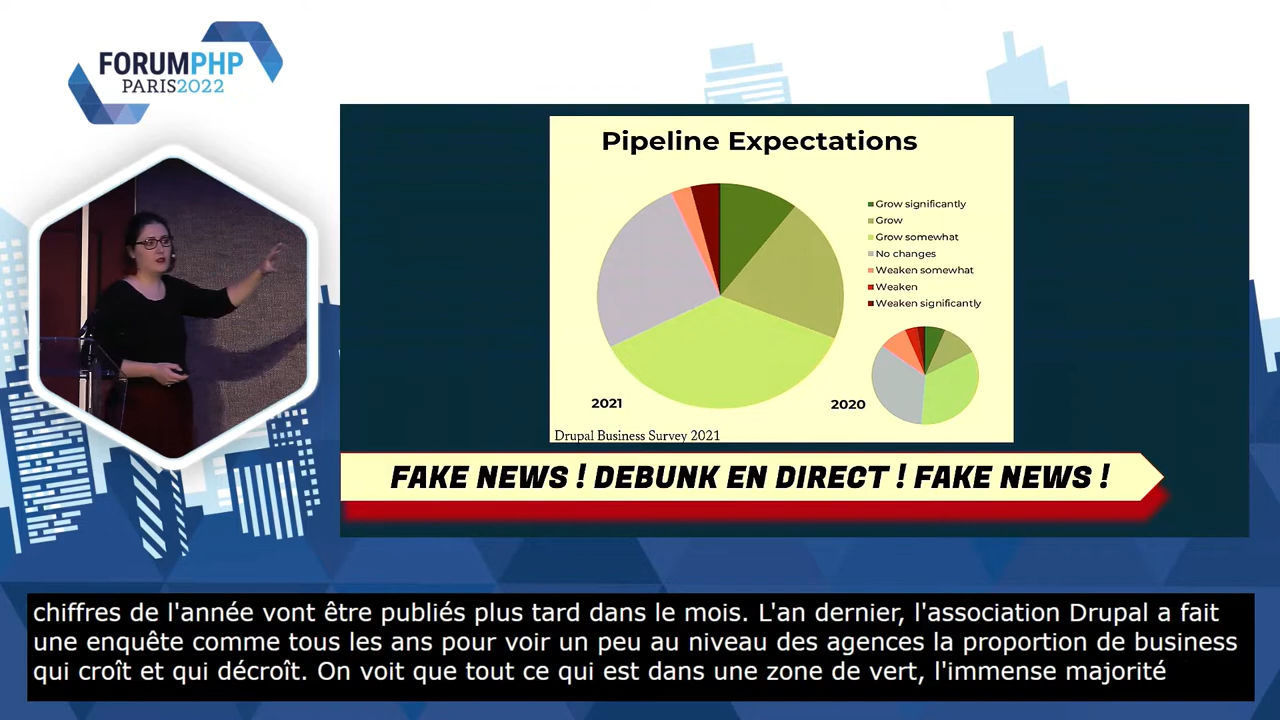 FORUMPHP
PARIS2022
Pipeline Expectations
Grow significantly
Grow
Grow somewhat
No changes
Weaken somewhat
Weaken
Weaken significantly
2021
2020
Drupal Business Survey 2021
FAKE NEWS ! DEBUNK EN DIRECT ! FAKE NEWS !
chiffres de l'année vont être publiés plus tard dans le mois. L'an dernier, l'association Drupal a fait
une enquête comme tous les ans pour voir un peu au niveau des agences la proportion de business
qui croît et qui décroît. On voit que tout ce qui est dans une zone de vert, l'immense majorité